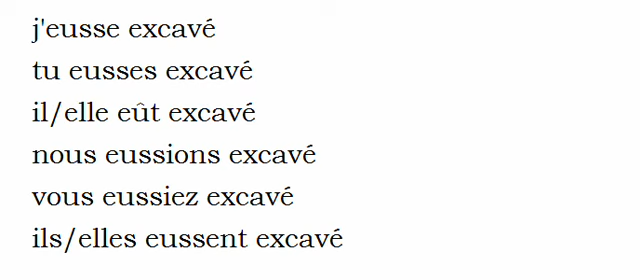 j'eusse excavé
tu eusses excavé
il/elle eût excavé
nous eussions excavé
vous eussiez excavé
ils/elles eussent excavé